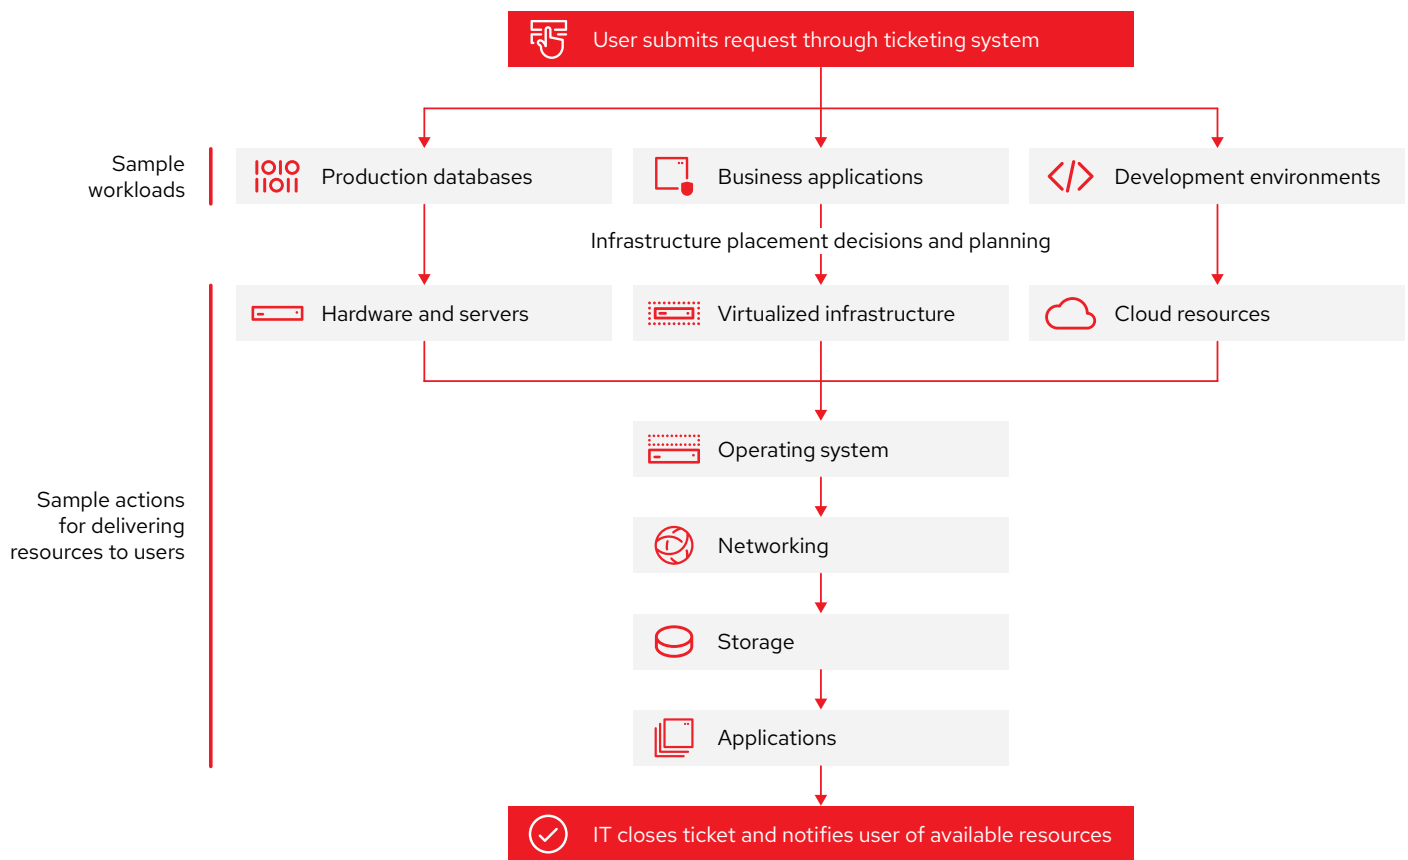 User submits request through ticketing system
Sample
workloads
Production databases
Business applications
Development environments
Infrastructure placement decisions and planning
Hardware and servers
Virtualized infrastructure
Cloud resources
Operating system
Sample actions
for delivering
resources to users
Networking
Storage
Applications
IT closes ticket and notifies user of available resources